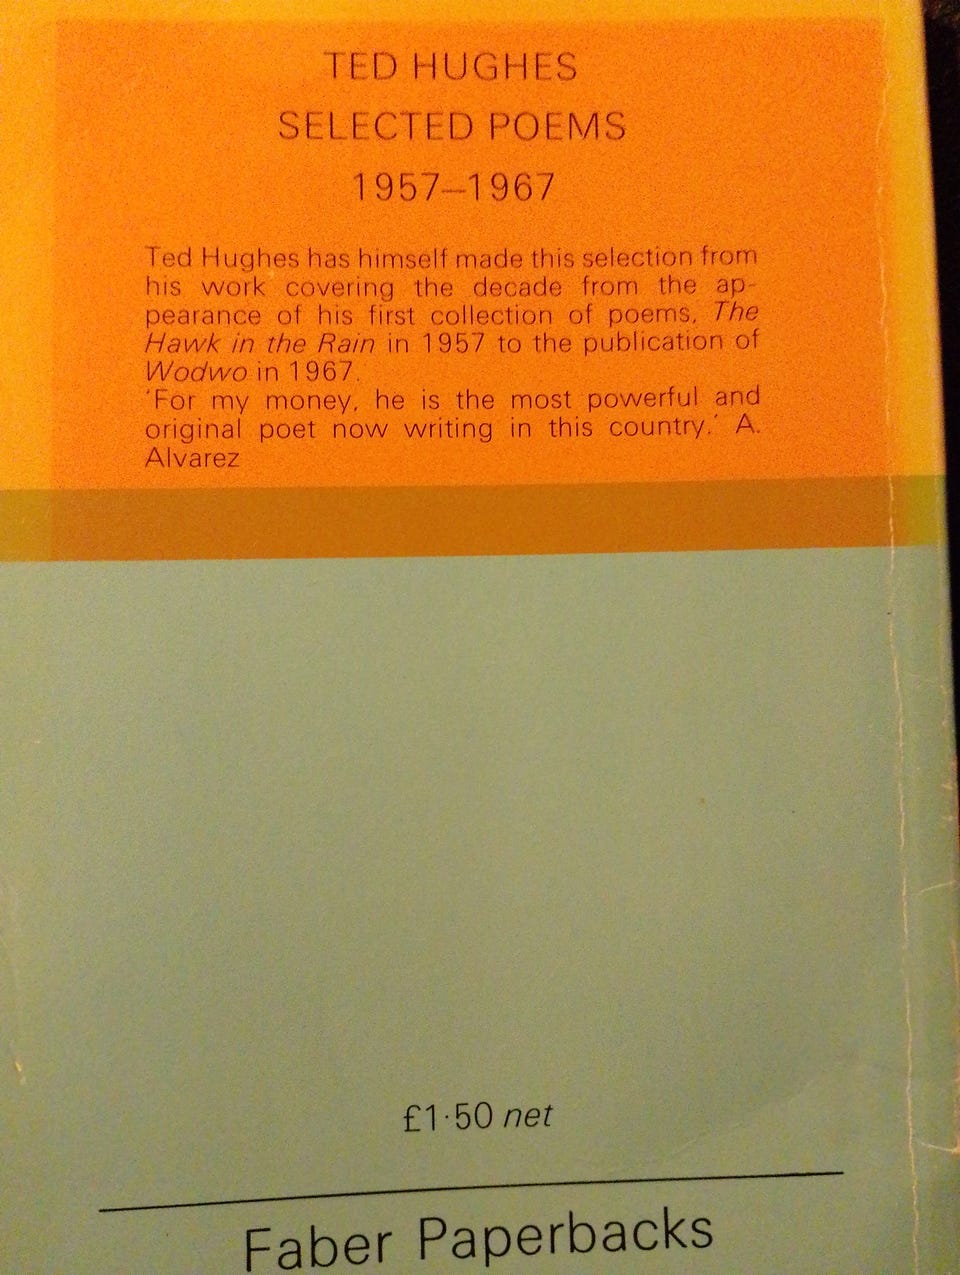 TED HUGHES
SELECTED POEMS
1957–1967
Ted Hughes has himself made this selection from
his work covering the decade from the ap-
pearance of his first collection of poems, The
Hawk in the Rain in 1957 to the publication of
Wodwo in 1967.
'For my money, he is the most powerful and
original poet now writing in this country.' A.
Alvarez
£1·50 net
Faber Paperbacks